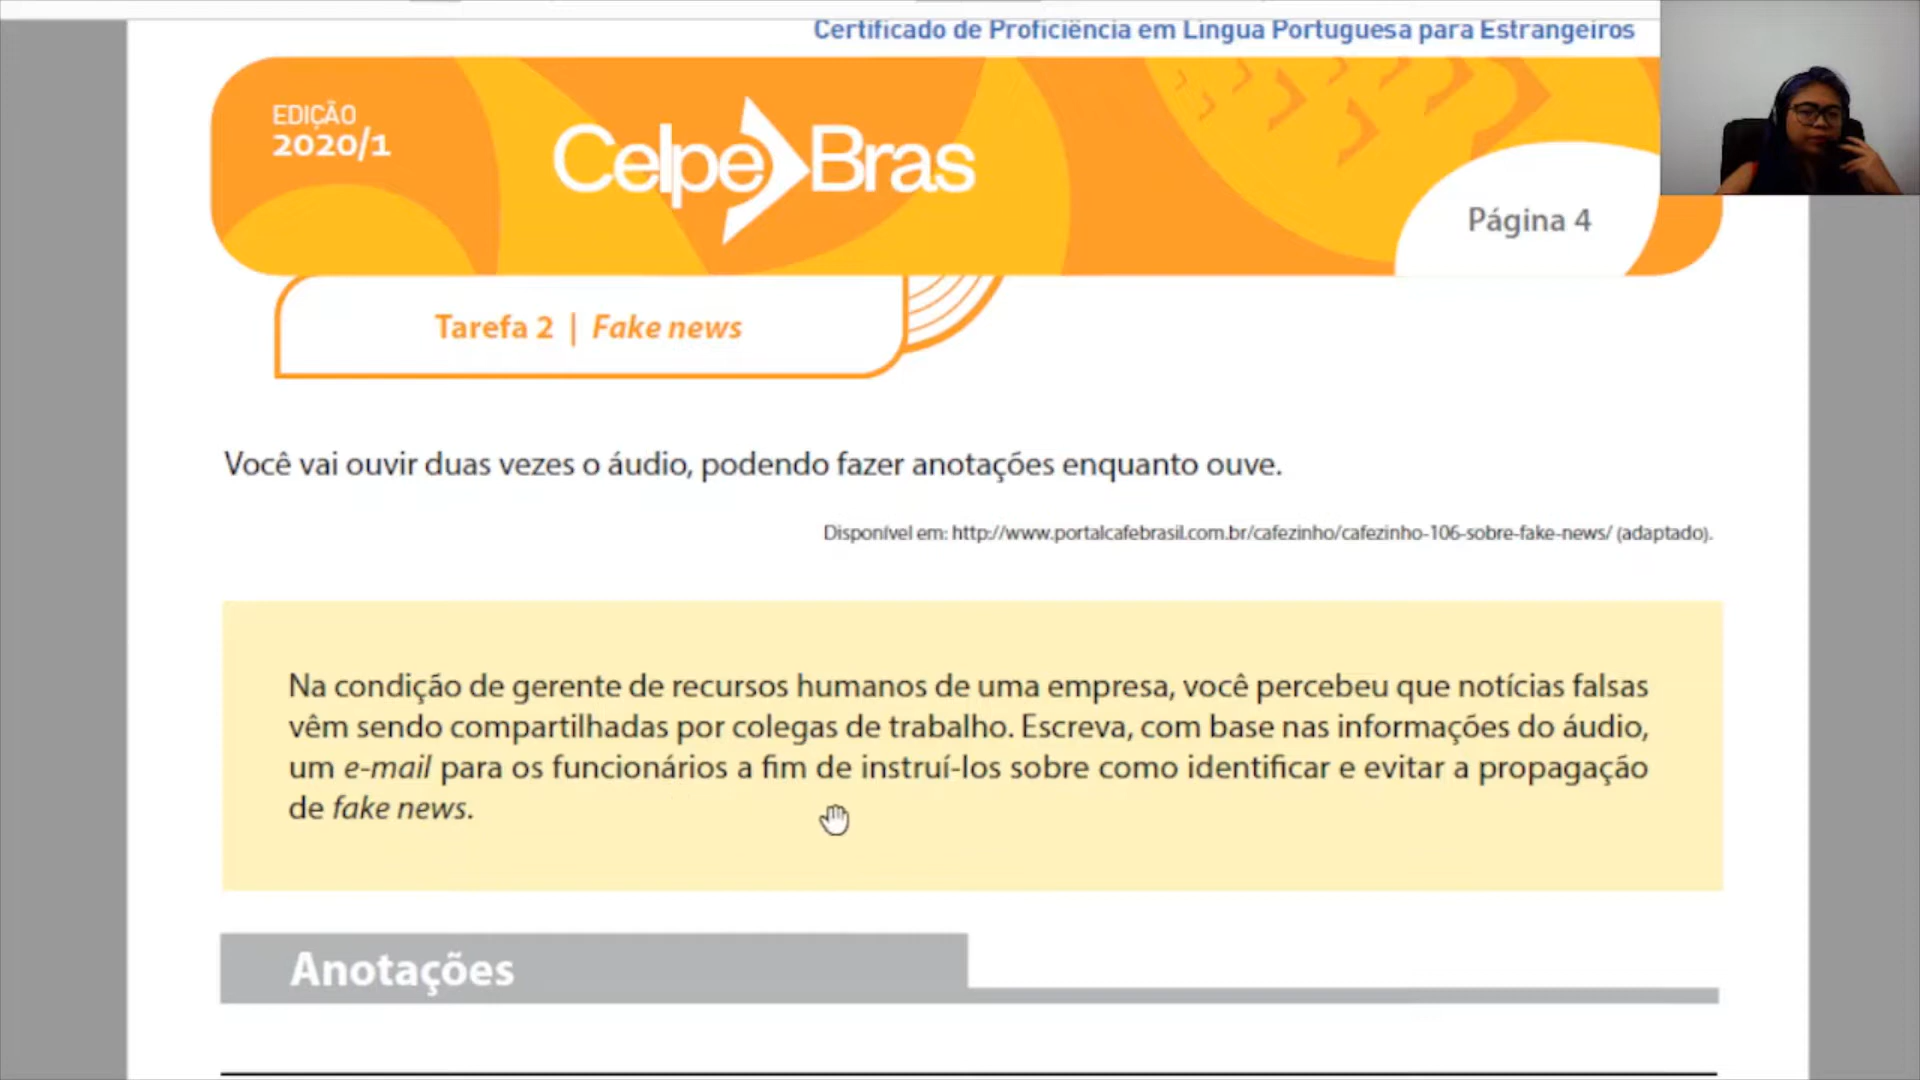 Certificado de Proficiência em Língua Portuguesa para Estrangeiros
EDIÇÃO
2020/1
Celpe Bras
Página 4
Tarefa 2 | Fake news
Você vai ouvir duas vezes o áudio, podendo fazer anotações enquanto ouve.
Disponível em: http://www.portalcafebrasil.com.br/cafezinho/cafezinho-106-sobre-fake-news/ (adaptado).
Na condição de gerente de recursos humanos de uma empresa, você percebeu que notícias falsas
vêm sendo compartilhadas por colegas de trabalho. Escreva, com base nas informações do áudio,
um e-mail para os funcionários a fim de instruí-los sobre como identificar e evitar a propagação
de fake news.
Anotações